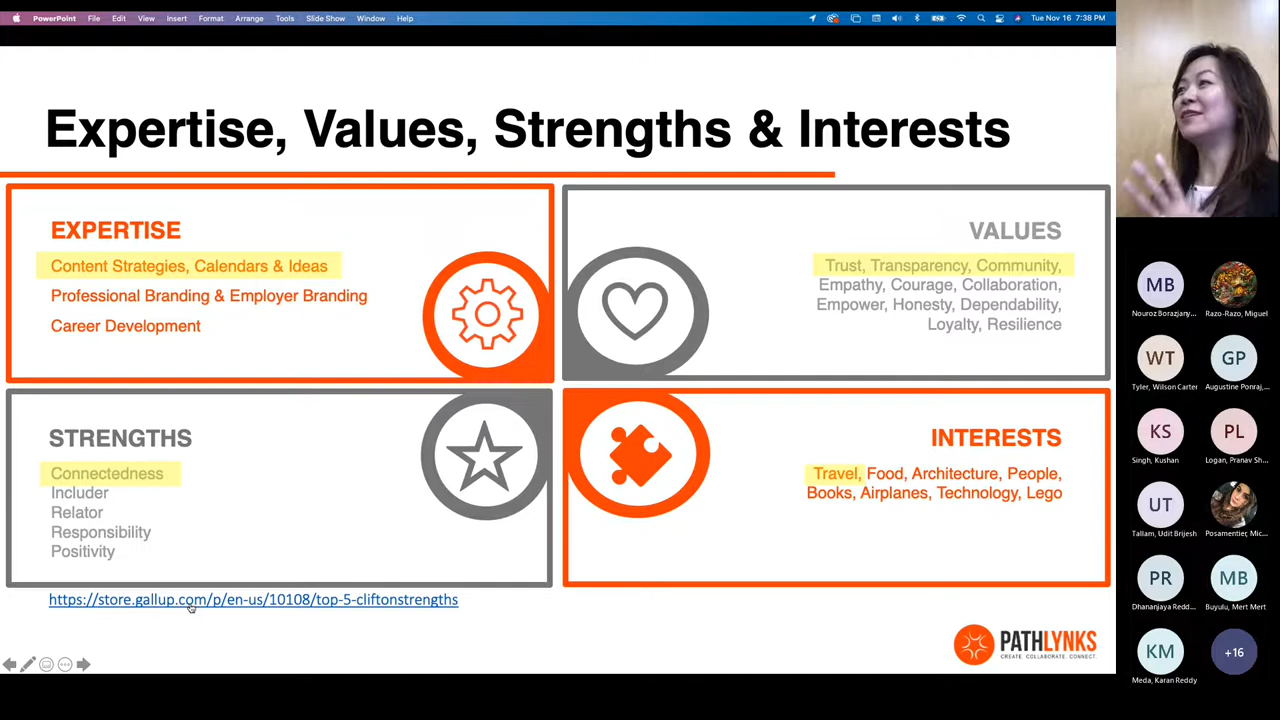 PowerPoint File Edit View Insert Format Arrange Tools Slide Show Window Help Tue Nov 16 7:38 PM
Expertise, Values, Strengths & Interests
EXPERTISE
Content Strategies, Calendars & Ideas
Professional Branding & Employer Branding
Career Development
VALUES
Trust, Transparency, Community,
Empathy, Courage, Collaboration,
Empower, Honesty, Dependability,
Loyalty, Resilience
STRENGTHS
Connectedness
Includer
Relator
Responsibility
Positivity
INTERESTS
Travel, Food, Architecture, People,
Books, Airplanes, Technology, Lego
https://store.gallup.com/p/en-us/10108/top-5-cliftonstrengths
PATHLYNKS
CREATE. COLLABORATE. CONNECT.
MB
Nouroz Borazjany... Razo-Razo, Miguel
WT GP
Tyler, Wilson Carter Augustine Ponraj,...
KS PL
Singh, Kushan Logan, Pranav Sh...
UT
Tallam, Udit Brijesh Posamentier, Mic...
PR MB
Dhananjaya Redd... Buyulu, Mert Mert
KM +16
Meda, Karan Reddy